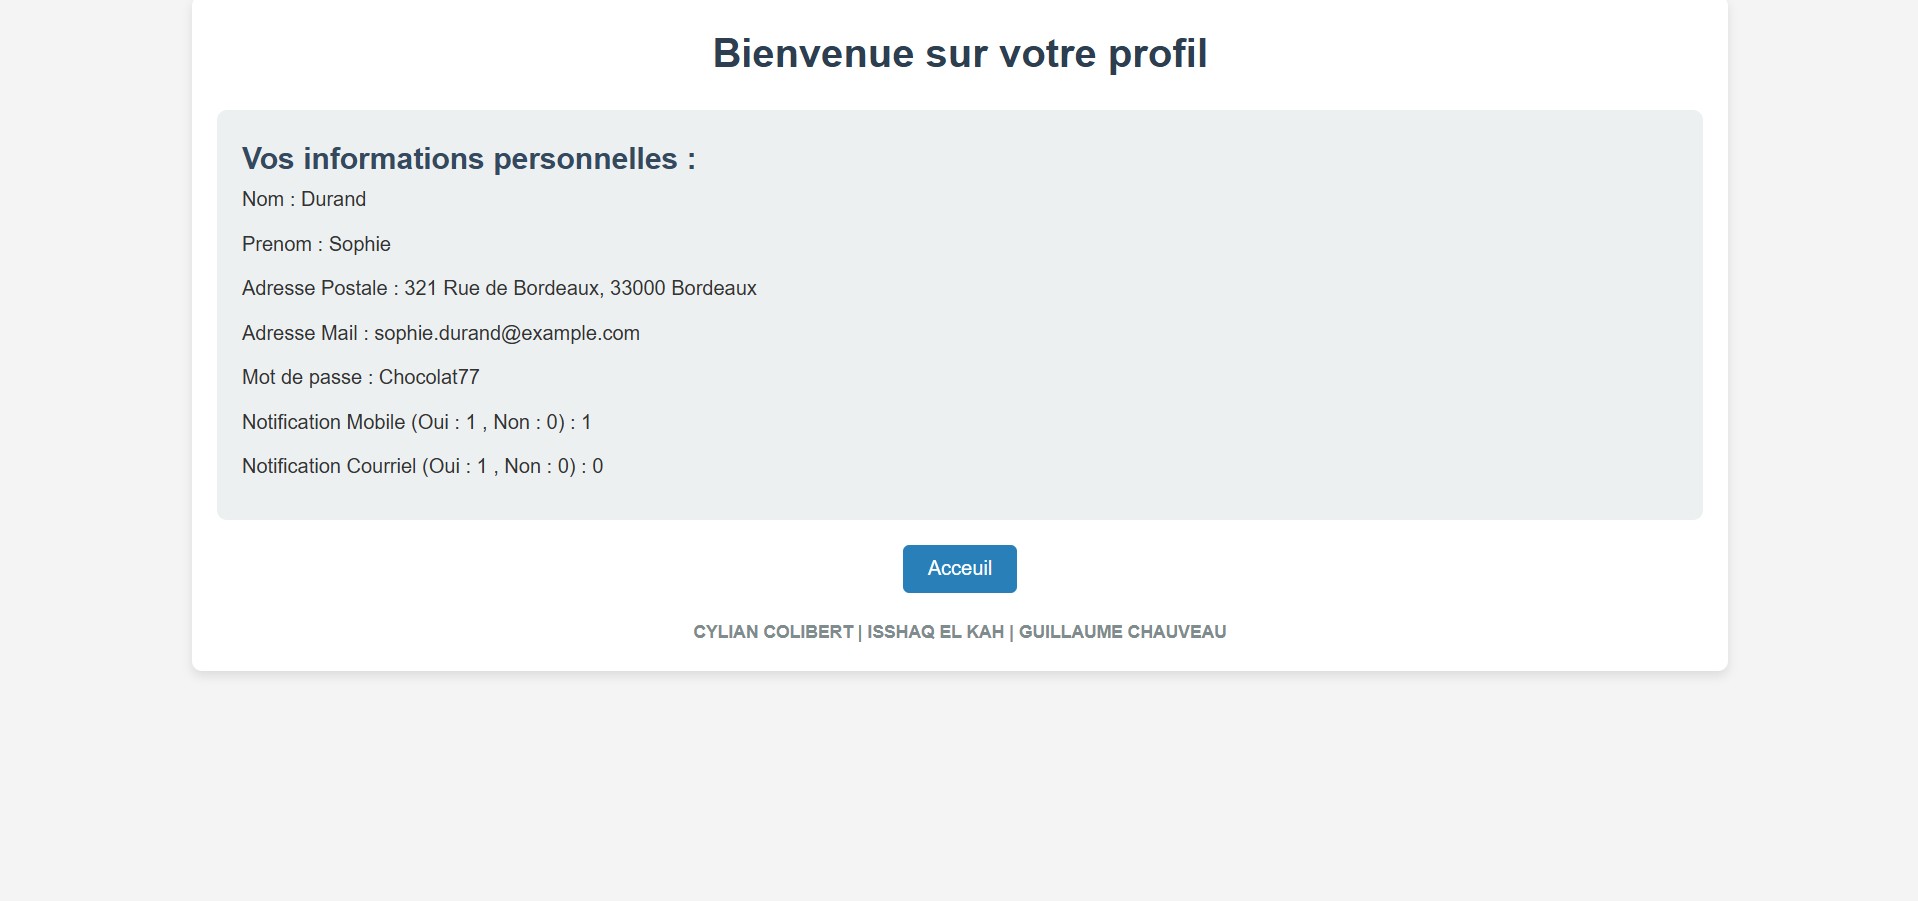 Bienvenue sur votre profil
Vos informations personnelles :
Nom : Durand
Prenom : Sophie
Adresse Postale : 321 Rue de Bordeaux, 33000 Bordeaux
Adresse Mail : sophie.durand@example.com
Mot de passe : Chocolat77
Notification Mobile (Oui : 1 , Non : 0) : 1
Notification Courriel (Oui : 1 , Non : 0) : 0
Acceuil
CYLIAN COLIBERT | ISSHAQ EL KAH | GUILLAUME CHAUVEAU